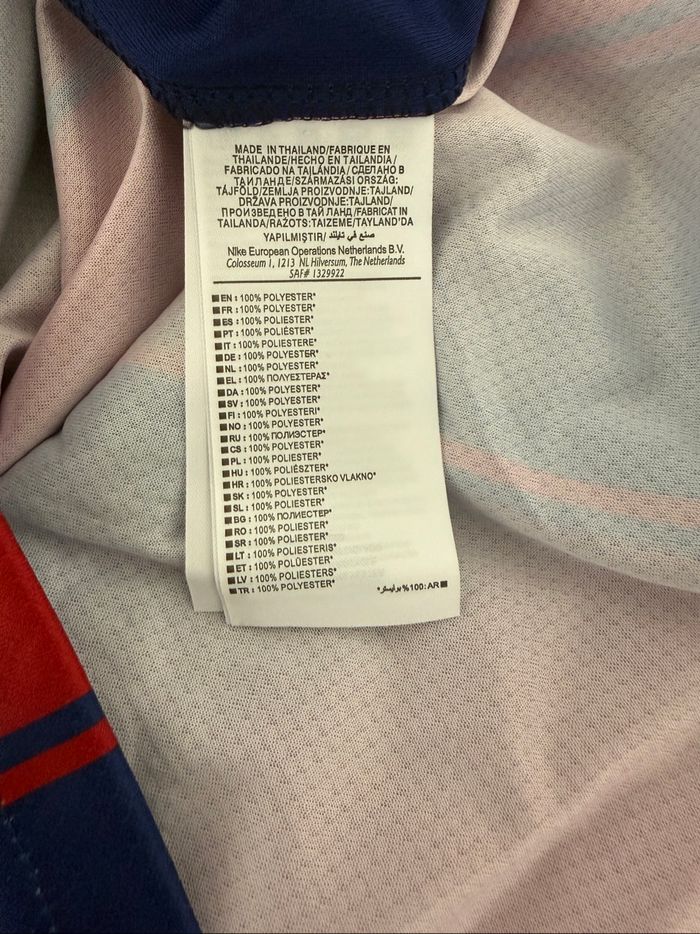 MADE IN THAILAND/FABRIQUE EN
THAILANDE/HECHO EN TAILANDIA/
FABRICADO NA TAILÂNDIA/СДЕЛАНО В
ТАИЛАНДЕ/SZÁRMAZÁSI ORSZÁG:
TÁJFÖLD/ZEMLJA PROIZVODNJE:TAJLAND/
DRŽAVA PROIZVODNJE:TAJLAND/
ПРОИЗВЕДЕНО В ТАЙ ЛАНД/FABRICAT IN
TAILANDA/RAŽOTS:TAIZEME/TAYLAND'DA
YAPILMIŞTIR/ صنع في تايلند
Nike European Operations Netherlands B.V.
Colosseum 1, 1213 NL Hilversum, The Netherlands
SAF# 1329922
EN : 100% POLYESTER*
FR : 100% POLYESTER*
ES : 100% POLIESTER*
PT : 100% POLIÉSTER*
IT : 100% POLIESTERE*
DE : 100% POLYESTER*
NL : 100% POLYESTER*
EL : 100% ΠΟΛΥΕΣΤΕΡΑΣ*
DA : 100% POLYESTER*
SV : 100% POLYESTER*
FI : 100% POLYESTERI*
NO : 100% POLYESTER*
RU : 100% ПОЛИЭСТЕР*
CS : 100% POLYESTER*
PL : 100% POLIESTER*
HU : 100% POLIÉSZTER*
HR : 100% POLIESTERSKO VLAKNO*
SK : 100% POLYESTER*
SL : 100% POLIESTER*
BG : 100% ПОЛИЕСТЕР*
RO : 100% POLIESTER*
SR : 100% POLIESTER*
LT : 100% POLIESTERIS*
ET : 100% POLÜESTER*
LV : 100% POLIESTERS*
TR : 100% POLYESTER* AR :100% بوليستر*